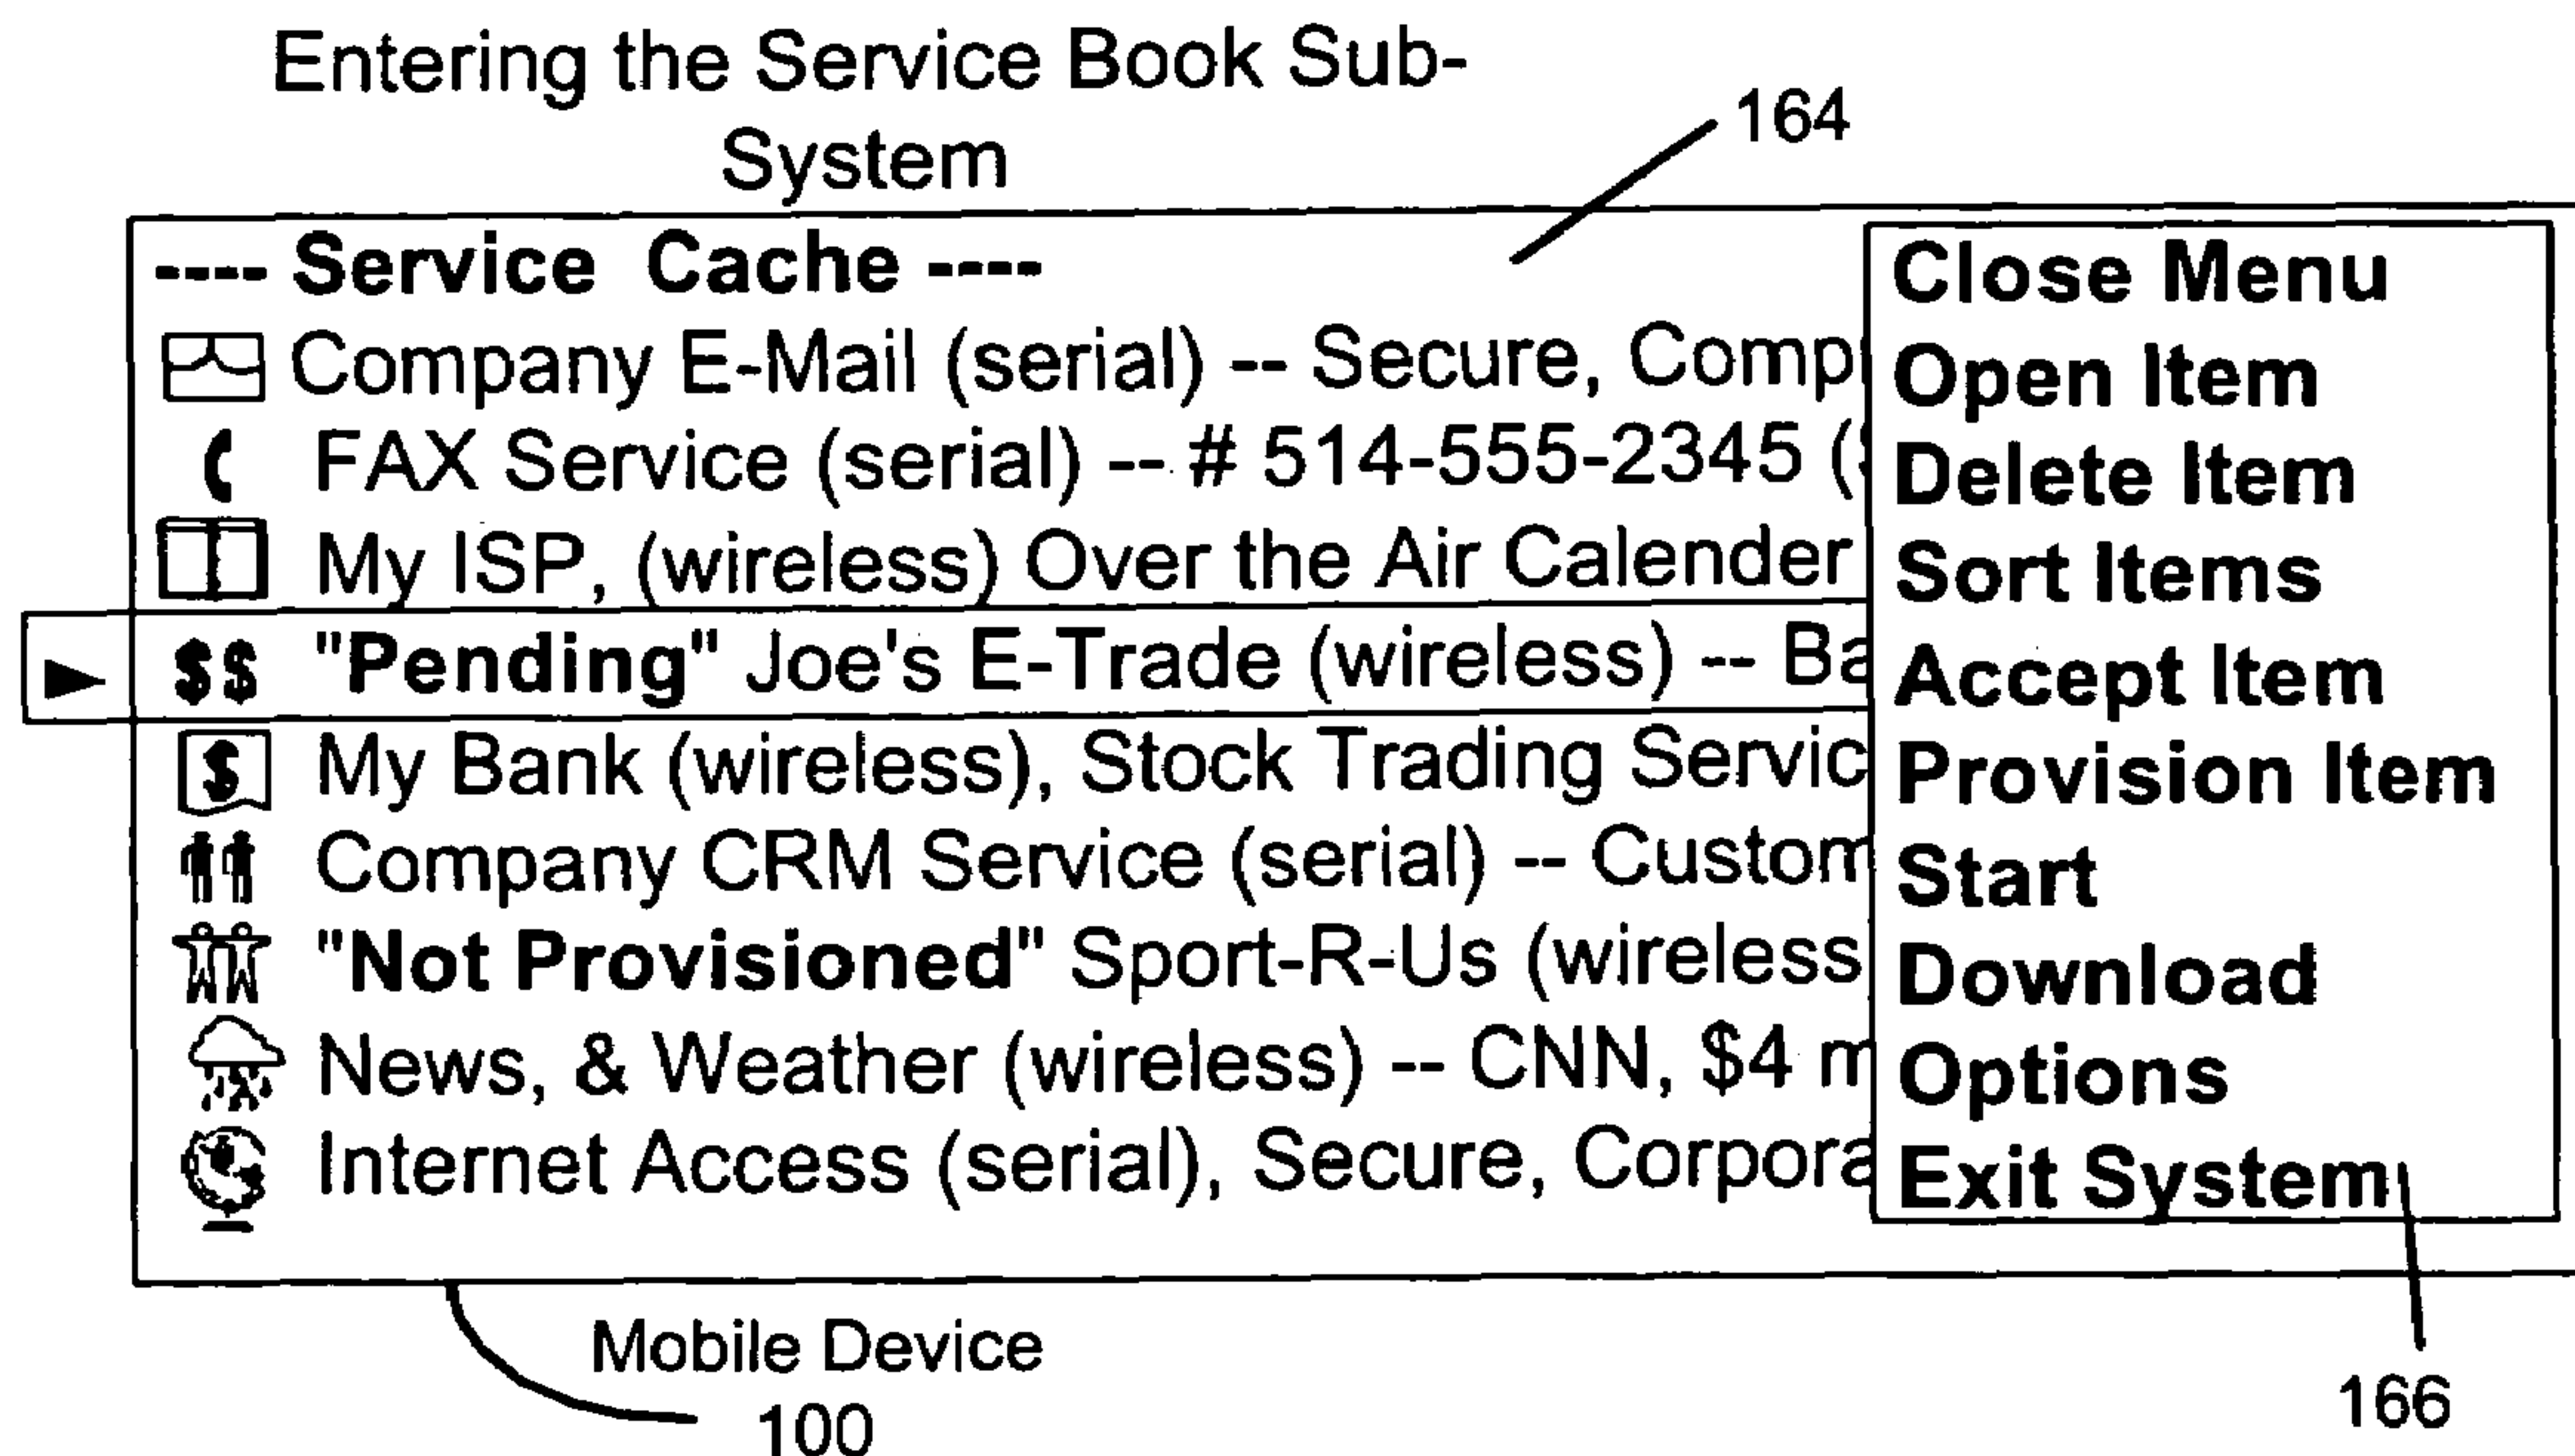 Entering the Service Book Sub-
System
164
---- Service Cache ----
Company E-Mail (serial) -- Secure, Comp
FAX Service (serial) -- # 514-555-2345 (
My ISP, (wireless) Over the Air Calender
$$ "Pending" Joe's E-Trade (wireless) -- Ba
$ My Bank (wireless), Stock Trading Servic
Company CRM Service (serial) -- Custom
"Not Provisioned" Sport-R-Us (wireless
News, & Weather (wireless) -- CNN, $4 m
Internet Access (serial), Secure, Corpora
Close Menu
Open Item
Delete Item
Sort Items
Accept Item
Provision Item
Start
Download
Options
Exit System
Mobile Device
100
166